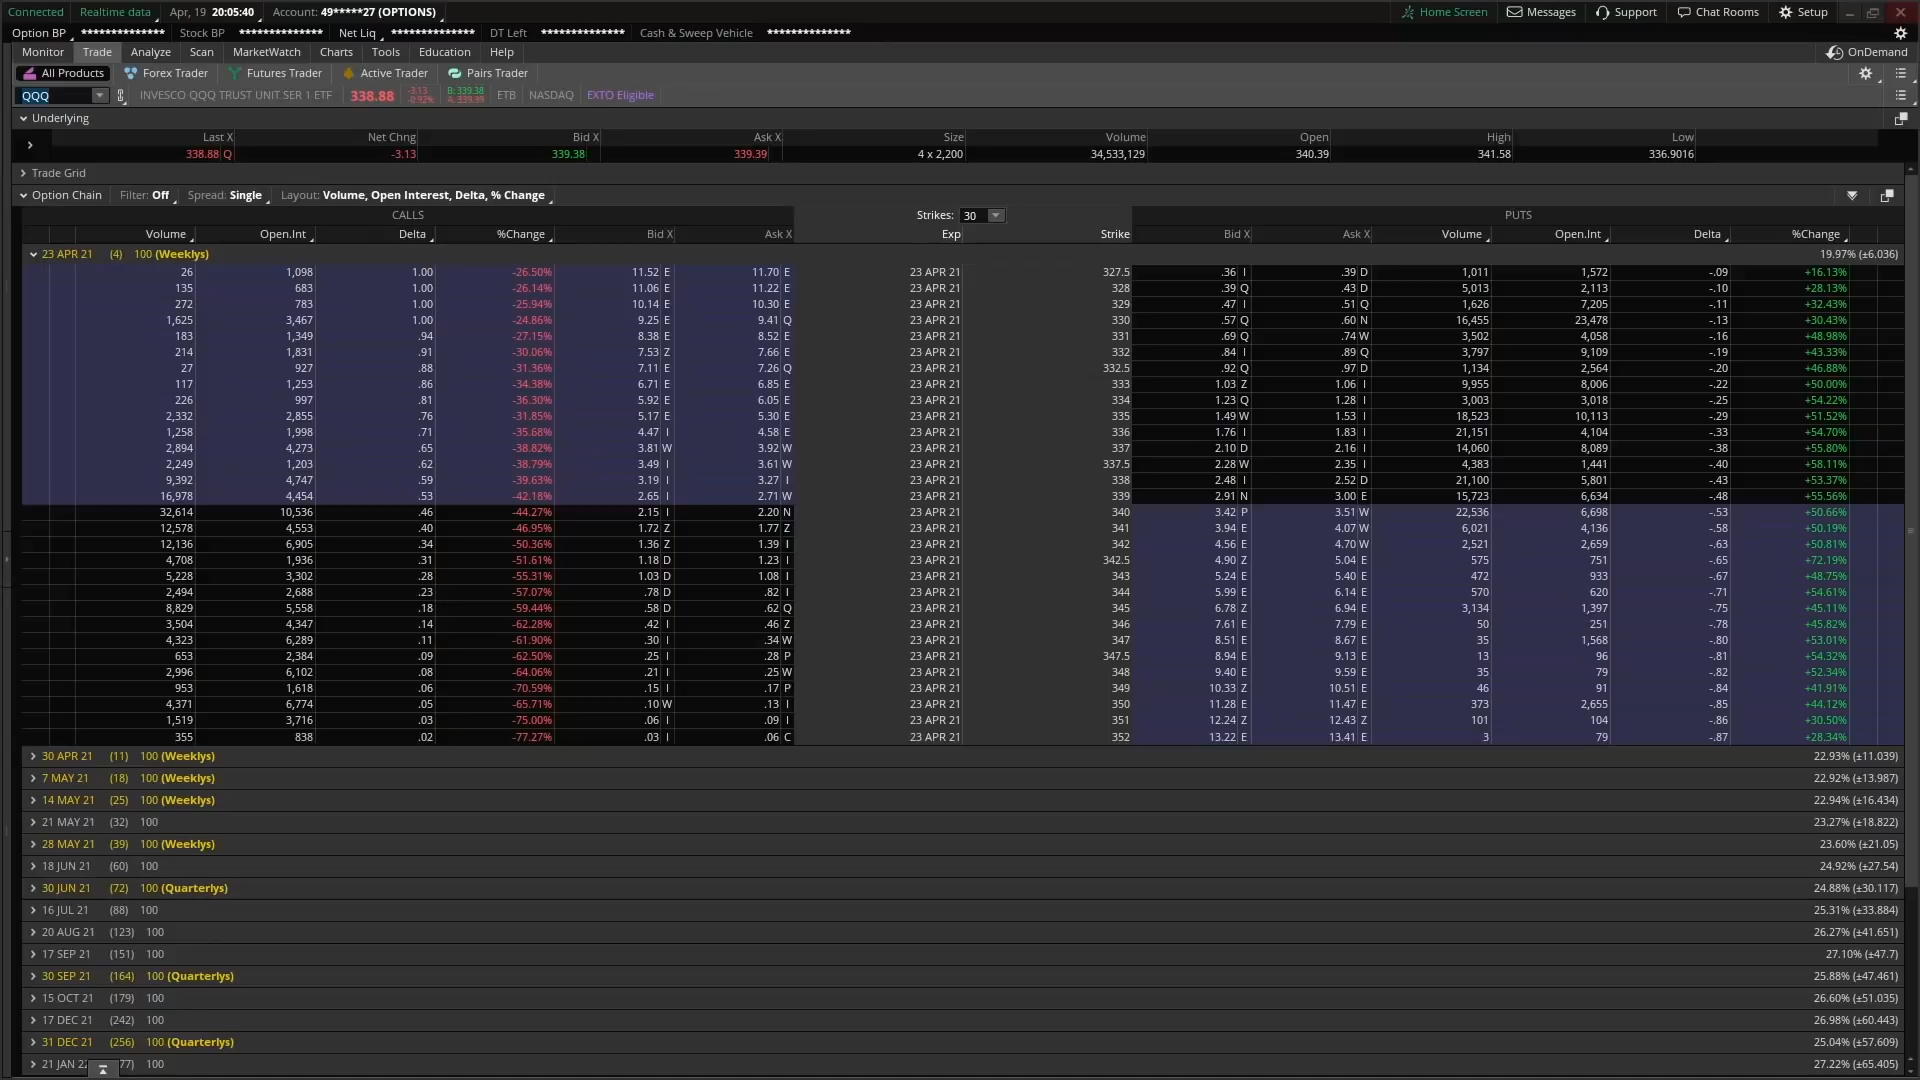 Connected Realtime data Apr, 19 20:05:40 Account: 49*****27 (OPTIONS) Home Screen Messages Support Chat Rooms Setup
Option BP ************** Stock BP ************** Net Liq ************** DT Left ************** Cash & Sweep Vehicle **************
Monitor Trade Analyze Scan MarketWatch Charts Tools Education Help OnDemand
All Products Forex Trader Futures Trader Active Trader Pairs Trader
QQQ INVESCO QQQ TRUST UNIT SER 1 ETF 338.88 -3.13 -0.92% B: 339.38 A: 339.39 ETB NASDAQ EXTO Eligible
Underlying
Last X Net Chng Bid X Ask X Size Volume Open High Low
338.88 Q -3.13 339.38 339.39 4 x 2,200 34,533,129 340.39 341.58 336.9016
Trade Grid
Option Chain Filter: Off Spread: Single Layout: Volume, Open Interest, Delta, % Change
CALLS Strikes: 30 PUTS
Volume Open.Int Delta %Change Bid X Ask X Exp Strike Bid X Ask X Volume Open.Int Delta %Change
23 APR 21 (4) 100 (Weeklys) 19.97% (±6.036)
26 1,098 1.00 -26.50% 11.52 E 11.70 E 23 APR 21 327.5 .36 I .39 D 1,011 1,572 -.09 +16.13%
135 683 1.00 -26.14% 11.06 E 11.22 E 23 APR 21 328 .39 Q .43 D 5,013 2,113 -.10 +28.13%
272 783 1.00 -25.94% 10.14 E 10.30 E 23 APR 21 329 .47 I .51 Q 1,626 7,205 -.11 +32.43%
1,625 3,467 1.00 -24.86% 9.25 E 9.41 Q 23 APR 21 330 .57 Q .60 N 16,455 23,478 -.13 +30.43%
183 1,349 .94 -27.15% 8.38 E 8.52 E 23 APR 21 331 .69 Q .74 W 3,502 4,058 -.16 +48.98%
214 1,831 .91 -30.06% 7.53 Z 7.66 E 23 APR 21 332 .84 I .89 Q 3,797 9,109 -.19 +43.33%
27 927 .88 -31.36% 7.11 E 7.26 Q 23 APR 21 332.5 .92 Q .97 D 1,134 2,564 -.20 +46.88%
117 1,253 .86 -34.38% 6.71 E 6.85 E 23 APR 21 333 1.03 Z 1.06 I 9,955 8,006 -.22 +50.00%
226 997 .81 -36.30% 5.92 E 6.05 E 23 APR 21 334 1.23 Q 1.28 I 3,003 3,018 -.25 +54.22%
2,332 2,855 .76 -31.85% 5.17 E 5.30 E 23 APR 21 335 1.49 W 1.53 I 18,523 10,113 -.29 +51.52%
1,258 1,998 .71 -35.68% 4.47 I 4.58 E 23 APR 21 336 1.76 I 1.83 I 21,151 4,104 -.33 +54.70%
2,894 4,273 .65 -38.82% 3.81 W 3.92 W 23 APR 21 337 2.10 D 2.16 I 14,060 8,089 -.38 +55.80%
2,249 1,203 .62 -38.79% 3.49 I 3.61 W 23 APR 21 337.5 2.28 W 2.35 I 4,383 1,441 -.40 +58.11%
9,392 4,747 .59 -39.63% 3.19 I 3.27 I 23 APR 21 338 2.48 I 2.52 D 21,100 5,801 -.43 +53.37%
16,978 4,454 .53 -42.18% 2.65 I 2.71 W 23 APR 21 339 2.91 N 3.00 E 15,723 6,634 -.48 +55.56%
32,614 10,536 .46 -44.27% 2.15 I 2.20 N 23 APR 21 340 3.42 P 3.51 W 22,536 6,698 -.53 +50.66%
12,578 4,553 .40 -46.95% 1.72 Z 1.77 Z 23 APR 21 341 3.94 E 4.07 W 6,021 4,136 -.58 +50.19%
12,136 6,905 .34 -50.36% 1.36 Z 1.39 I 23 APR 21 342 4.56 E 4.70 W 2,521 2,659 -.63 +50.81%
4,708 1,936 .31 -51.61% 1.18 D 1.23 I 23 APR 21 342.5 4.90 Z 5.04 E 575 751 -.65 +72.19%
5,228 3,302 .28 -55.31% 1.03 D 1.08 I 23 APR 21 343 5.24 E 5.40 E 472 933 -.67 +48.75%
2,494 2,688 .23 -57.07% .78 D .82 I 23 APR 21 344 5.99 E 6.14 E 570 620 -.71 +54.61%
8,829 5,558 .18 -59.44% .58 D .62 Q 23 APR 21 345 6.78 Z 6.94 E 3,134 1,397 -.75 +45.11%
3,504 4,347 .14 -62.28% .42 I .46 Z 23 APR 21 346 7.61 E 7.79 E 50 251 -.78 +45.82%
4,323 6,289 .11 -61.90% .30 I .34 W 23 APR 21 347 8.51 E 8.67 E 35 1,568 -.80 +53.01%
653 2,384 .09 -62.50% .25 I .28 P 23 APR 21 347.5 8.94 E 9.13 E 13 96 -.81 +54.32%
2,996 6,102 .08 -64.06% .21 I .25 W 23 APR 21 348 9.40 E 9.59 E 35 79 -.82 +52.34%
953 1,618 .06 -70.59% .15 I .17 P 23 APR 21 349 10.33 Z 10.51 E 46 91 -.84 +41.91%
4,371 6,774 .05 -65.71% .10 W .13 I 23 APR 21 350 11.28 E 11.47 E 373 2,655 -.85 +44.12%
1,519 3,716 .03 -75.00% .06 I .09 I 23 APR 21 351 12.24 Z 12.43 Z 101 104 -.86 +30.50%
355 838 .02 -77.27% .03 I .06 C 23 APR 21 352 13.22 E 13.41 E 3 79 -.87 +28.34%
30 APR 21 (11) 100 (Weeklys) 22.93% (±11.039)
7 MAY 21 (18) 100 (Weeklys) 22.92% (±13.987)
14 MAY 21 (25) 100 (Weeklys) 22.94% (±16.434)
21 MAY 21 (32) 100 23.27% (±18.822)
28 MAY 21 (39) 100 (Weeklys) 23.60% (±21.05)
18 JUN 21 (60) 100 24.92% (±27.54)
30 JUN 21 (72) 100 (Quarterlys) 24.88% (±30.117)
16 JUL 21 (88) 100 25.31% (±33.884)
20 AUG 21 (123) 100 26.27% (±41.651)
17 SEP 21 (151) 100 27.10% (±47.7)
30 SEP 21 (164) 100 (Quarterlys) 25.88% (±47.461)
15 OCT 21 (179) 100 26.60% (±51.035)
17 DEC 21 (242) 100 26.98% (±60.443)
31 DEC 21 (256) 100 (Quarterlys) 25.04% (±57.609)
21 JAN 22 77) 100 27.22% (±65.405)